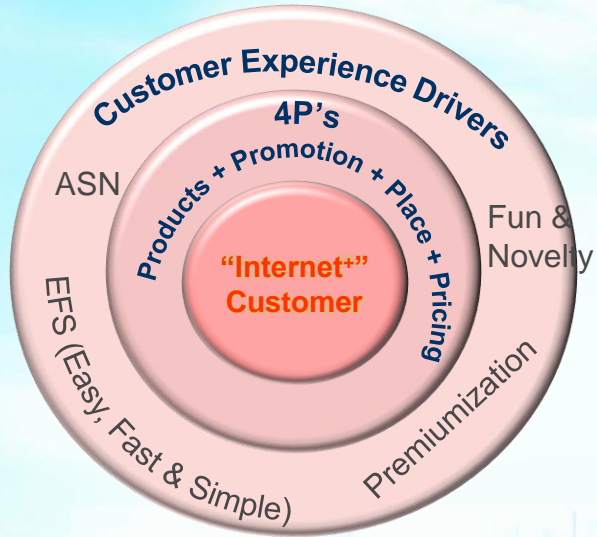 Customer Experience Drivers
4P's
Products + Promotion + Place + Pricing
ASN
Fun &
Novelty
“Internet+”
Customer
EFS (Easy, Fast & Simple)
Premiumization